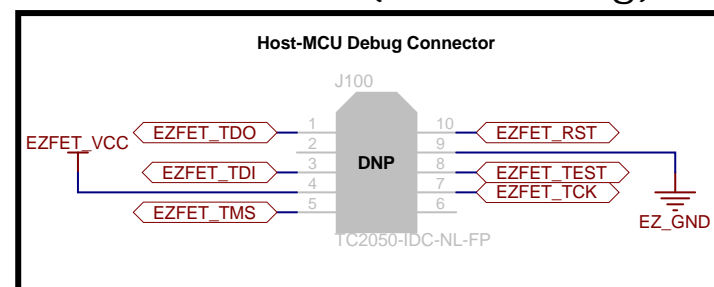 Host-MCU Debug Connector
J100
EZFET_VCC
EZFET_TDO 1 10 EZFET_RST
2 9
EZFET_TDI 3 DNP 8 EZFET_TEST
4 7 EZFET_TCK
EZFET_TMS 5 6
EZ_GND
TC2050-IDC-NL-FP